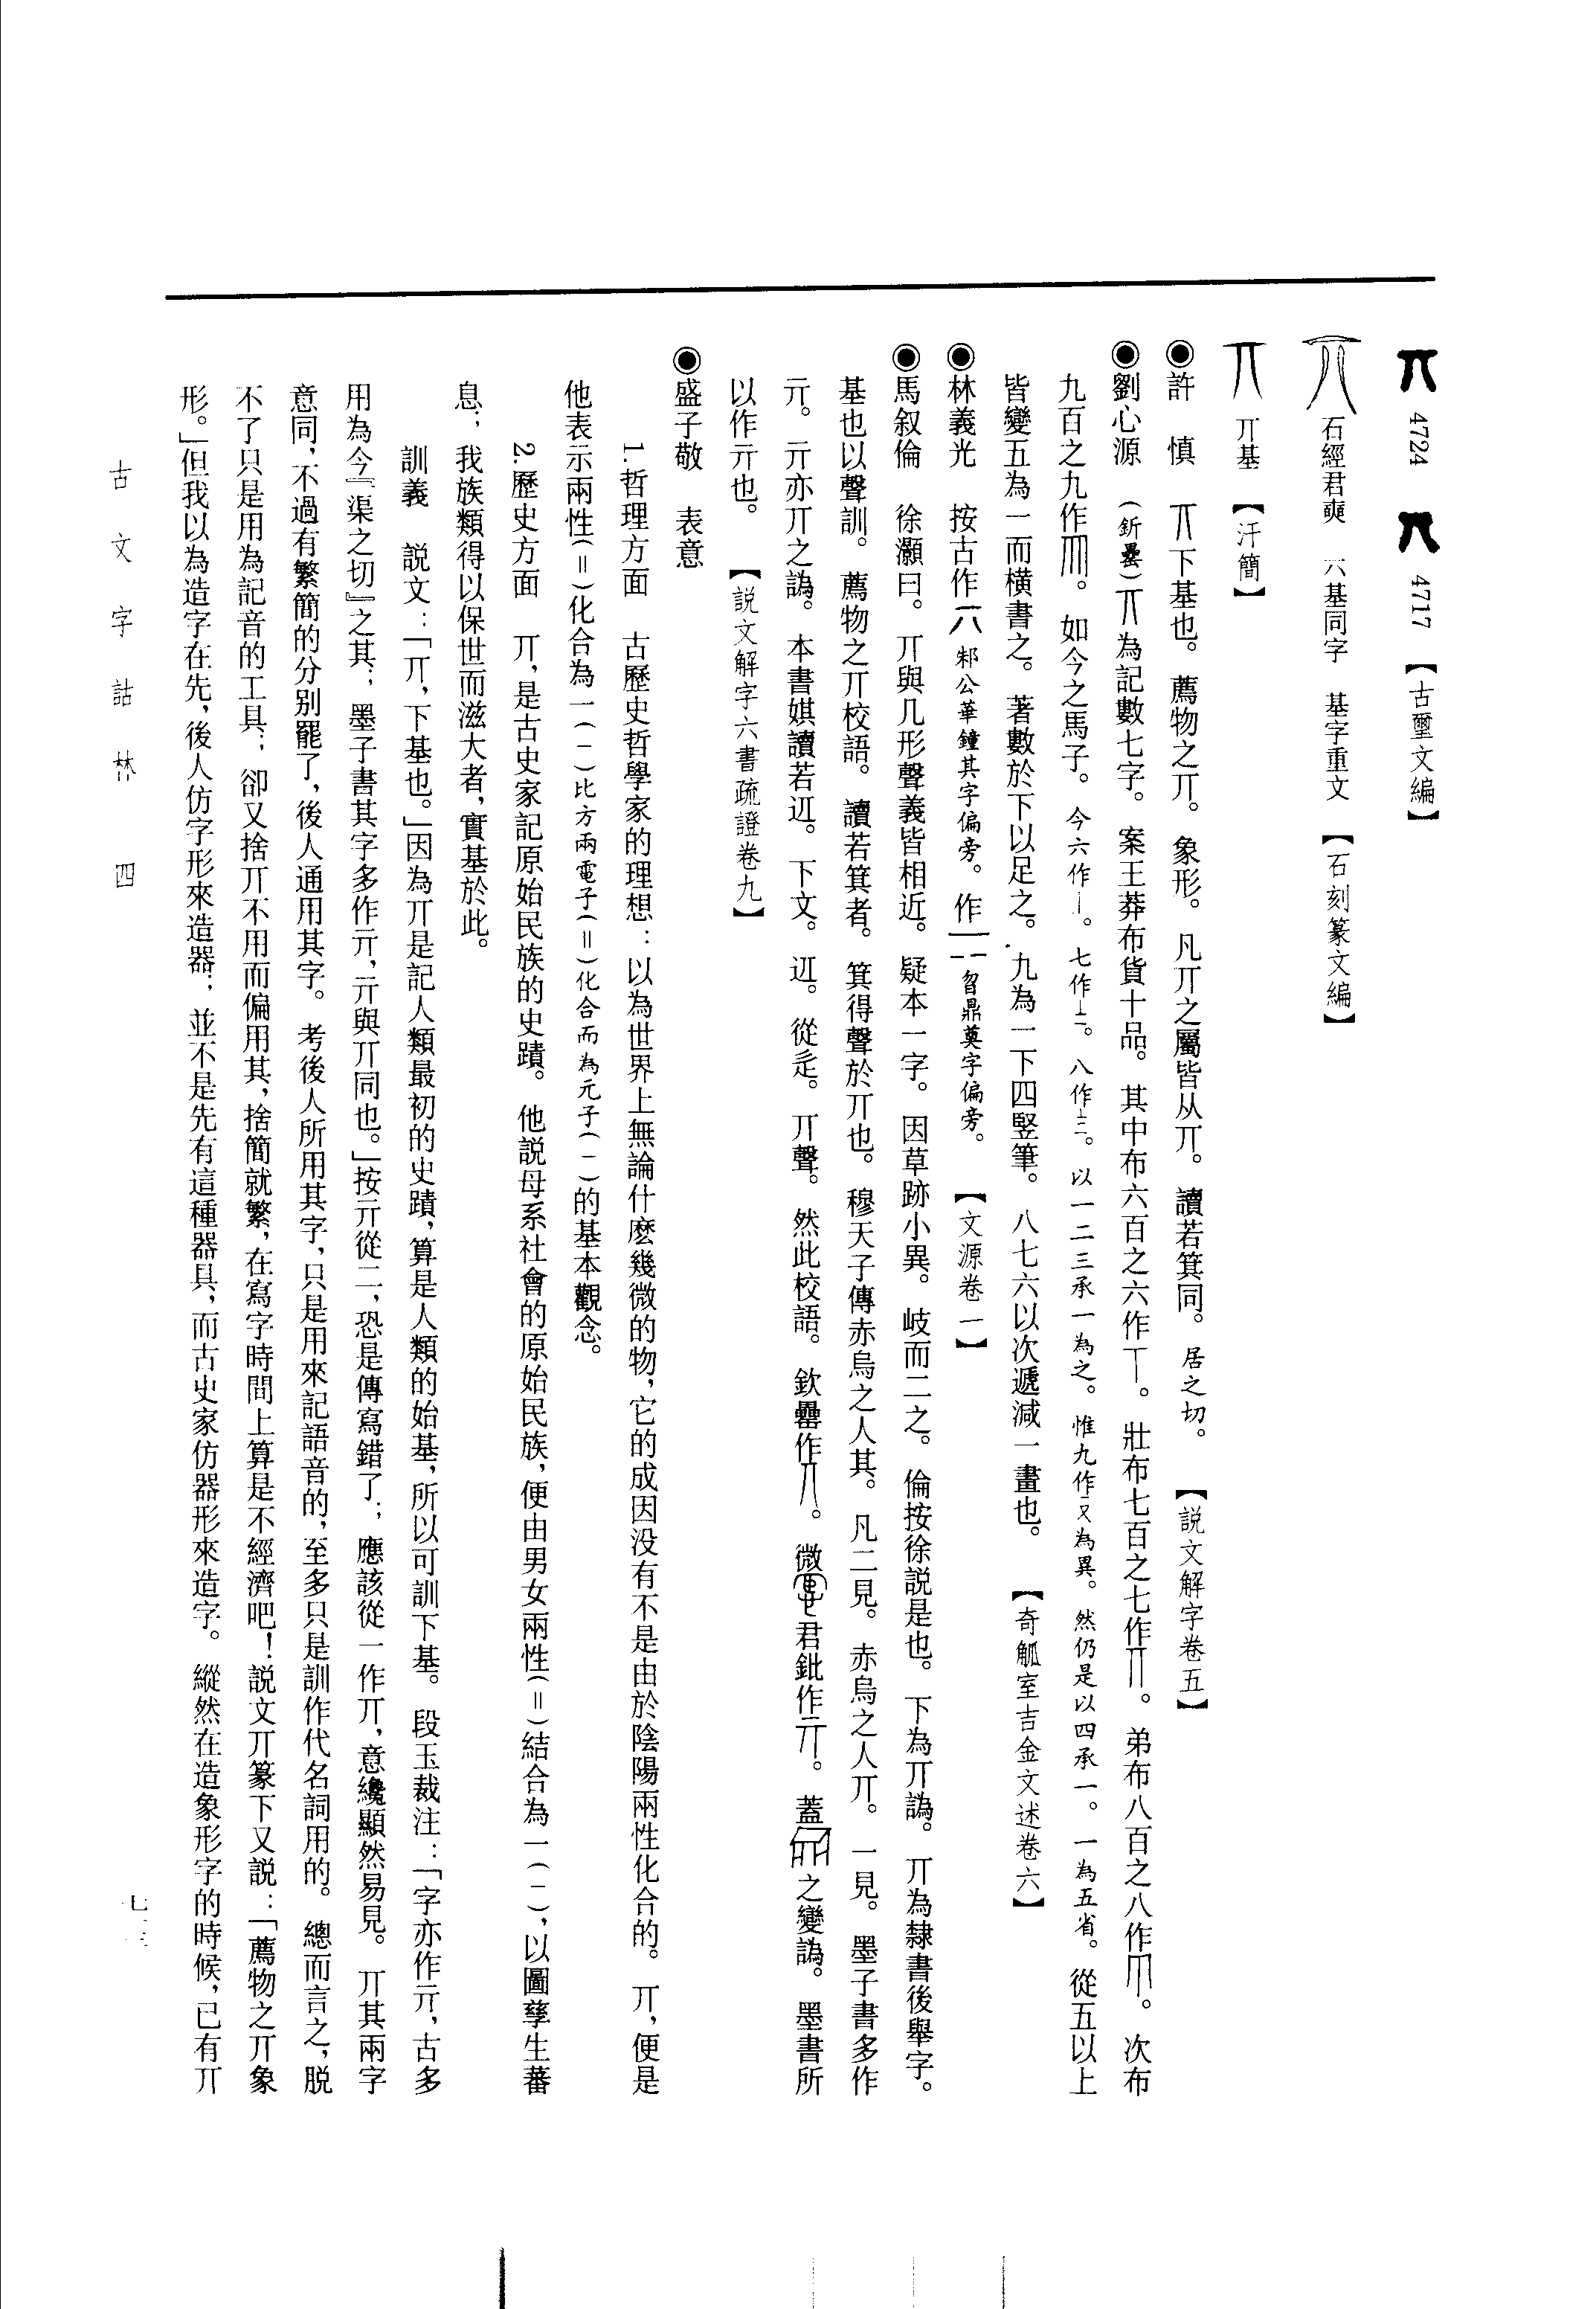 4724 4717 【古璽文編】
石經君奭 六基同字 基字重文 【石刻篆文編】
丌基 【汗簡】
◉許 慎 丌下基也。薦物之丌。象形。凡丌之屬皆从丌。讀若箕同。居之切。 【説文解字卷五】
◉劉心源 （釿罍）丌為記數七字。案王莽布貨十品。其中布六百之六作丅。壯布七百之七作。弟布八百之八作。次布
九百之九作。如今之馬子。今六作〡。七作〦。八作〧。以一二三承一為之。惟九作又為異。然仍是以四承一。一為五省。從五以上
皆變五為一而橫書之。著數於下以足之。九為一下四竪筆。八七六以次遞減一畫也。 【奇觚室吉金文述卷六】
◉林義光 按古作邾公華鐘其字偏旁。作曶鼎奠字偏旁。 【文源卷一】
◉馬叙倫 徐灝曰。丌與几形聲義皆相近。疑本一字。因草跡小異。歧而二之。倫按徐説是也。下為丌譌。丌為隸書後舉字。
基也以聲訓。薦物之丌校語。讀若箕者。箕得聲於丌也。穆天子傳赤烏之人其。凡二見。赤烏之人丌。一見。墨子書多作
亓。亓亦丌之譌。本書娸讀若䢋。下文。䢋。從辵。丌聲。然此校語。欽罍作。微君鈚作亓。蓋之變譌。墨書所
以作亓也。 【説文解字六書疏證卷九】
◉盛子敬 表意
1.哲理方面 古歷史哲學家的理想：以為世界上無論什麽幾微的物，它的成因没有不是由於陰陽兩性化合的。丌，便是
他表示兩性（〢）化合為一（一）比方兩電子（〢）化合而為元子（一）的基本觀念。
2.歷史方面 丌，是古史家記原始民族的史蹟。他説母系社會的原始民族，便由男女兩性（〢）結合為一（一），以圖孳生蕃
息；我族類得以保世而滋大者，實基於此。
訓義 説文：「丌，下基也。」因為丌是記人類最初的史蹟，算是人類的始基，所以可訓下基。段玉裁注：「字亦作亓，古多
用為今『渠之切』之其；墨子書其字多作亓，亓與丌同也。」按亓從二，恐是傳寫錯了；應該從一作丌，意纔顯然易見。丌其兩字
意同，不過有繁簡的分别罷了，後人通用其字。考後人所用其字，只是用來記語音的，至多只是訓作代名詞用的。總而言之，脱
不了只是用為記音的工具；卻又捨丌不用而偏用其，捨簡就繁，在寫字時間上算是不經濟吧！説文丌篆下又説：「薦物之丌象
形。」但我以為造字在先，後人仿字形來造器；並不是先有這種器具，而古史家仿器形來造字。縱然在造象形字的時候，已有丌
古文字詁林 四